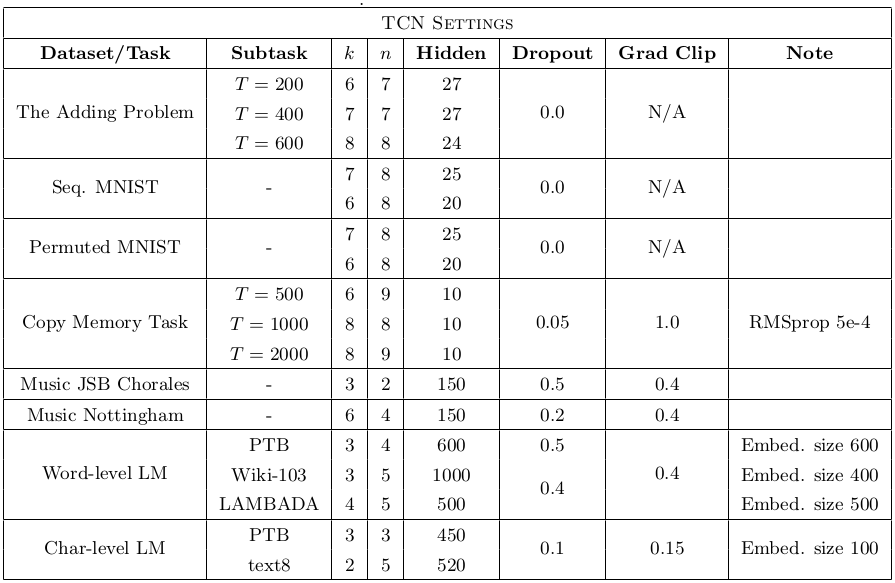 TCN Settings
Dataset/Task Subtask k n Hidden Dropout Grad Clip Note
The Adding Problem T = 200 6 7 27 0.0 N/A
T = 400 7 7 27
T = 600 8 8 24
Seq. MNIST - 7 8 25 0.0 N/A
6 8 20
Permuted MNIST - 7 8 25 0.0 N/A
6 8 20
Copy Memory Task T = 500 6 9 10 0.05 1.0 RMSprop 5e-4
T = 1000 8 8 10
T = 2000 8 9 10
Music JSB Chorales - 3 2 150 0.5 0.4
Music Nottingham - 6 4 150 0.2 0.4
Word-level LM PTB 3 4 600 0.5 0.4 Embed. size 600
Wiki-103 3 5 1000 0.4 Embed. size 400
LAMBADA 4 5 500 Embed. size 500
Char-level LM PTB 3 3 450 0.1 0.15 Embed. size 100
text8 2 5 520